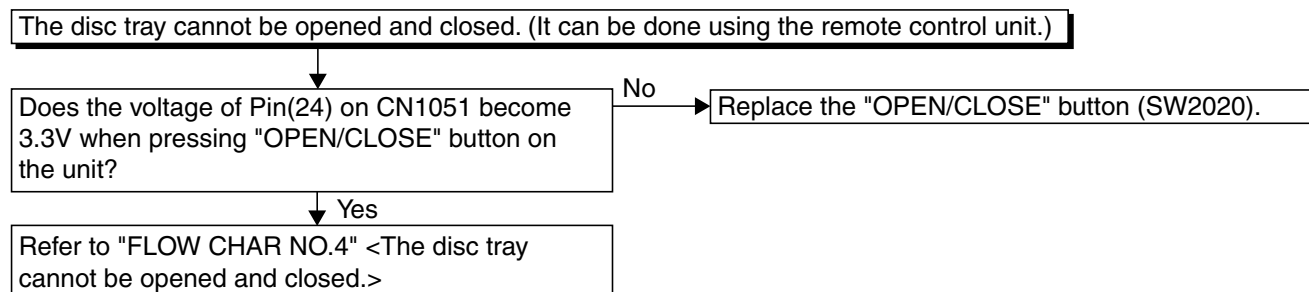 The disc tray cannot be opened and closed. (It can be done using the remote control unit.)
Does the voltage of Pin(24) on CN1051 become
3.3V when pressing "OPEN/CLOSE" button on
the unit?
No
Replace the "OPEN/CLOSE" button (SW2020).
Yes
Refer to "FLOW CHAR NO.4" <The disc tray
cannot be opened and closed.>